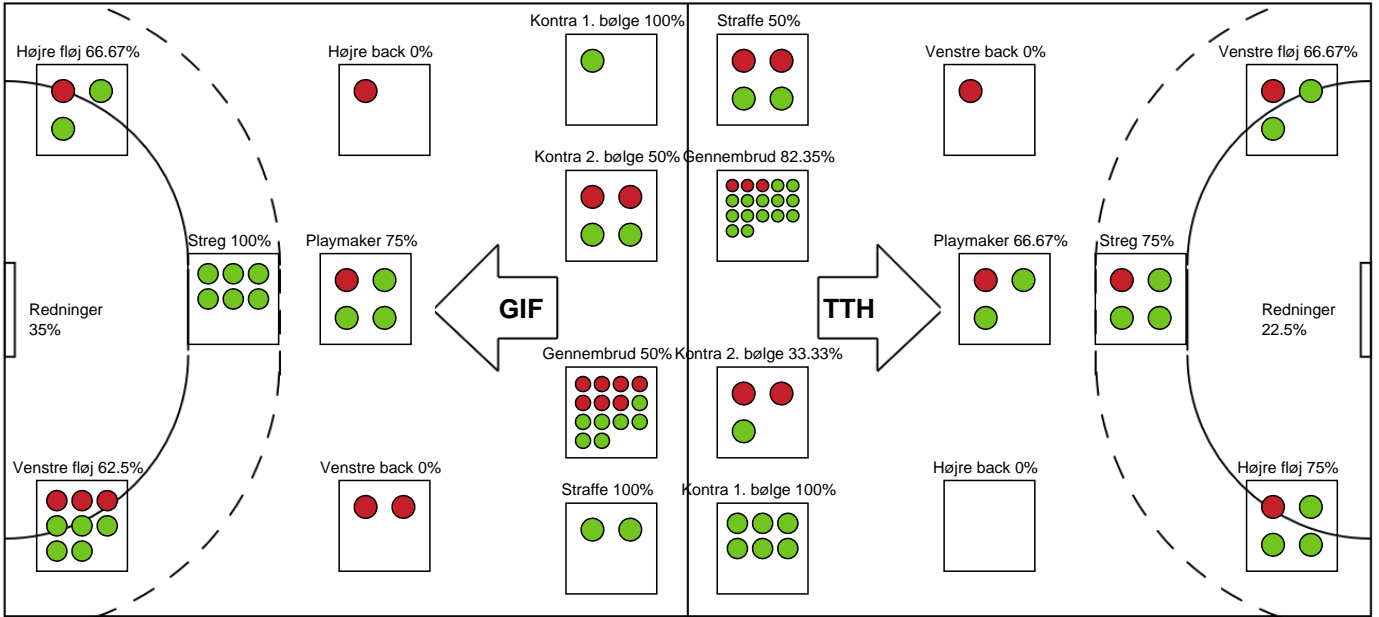 Kontra 1. bølge 100%
Straffe 50%
Højre fløj 66.67%
Højre back 0%
Venstre back 0%
Venstre fløj 66.67%
Kontra 2. bølge 50%
Gennembrud 82.35%
Streg 100%
Playmaker 75%
Playmaker 66.67%
Streg 75%
Redninger
35%
GIF
TTH
Redninger
22.5%
Gennembrud 50%
Kontra 2. bølge 33.33%
Venstre fløj 62.5%
Venstre back 0%
Højre back 0%
Højre fløj 75%
Straffe 100%
Kontra 1. bølge 100%